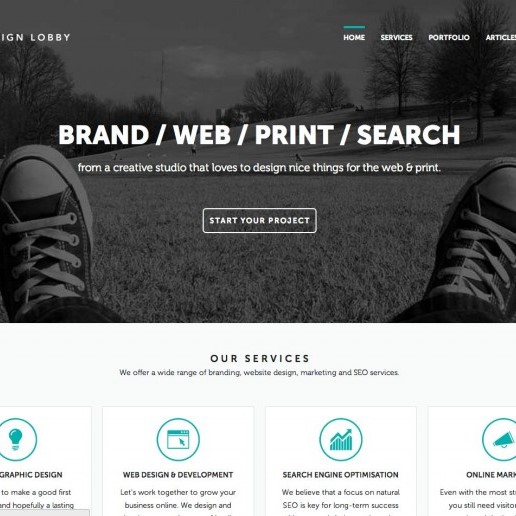 IGN LOBBY
HOME SERVICES PORTFOLIO ARTICLES
BRAND / WEB / PRINT / SEARCH
from a creative studio that loves to design nice things for the web & print.
START YOUR PROJECT
OUR SERVICES
We offer a wide range of branding, website design, marketing and SEO services.
GRAPHIC DESIGN WEB DESIGN & DEVELOPMENT SEARCH ENGINE OPTIMISATION ONLINE MARK
to make a good first Let's work together to grow your We believe that a focus on natural Even with the most st
and hopefully a lasting business online. We design and SEO is key for long-term success you still need visitor